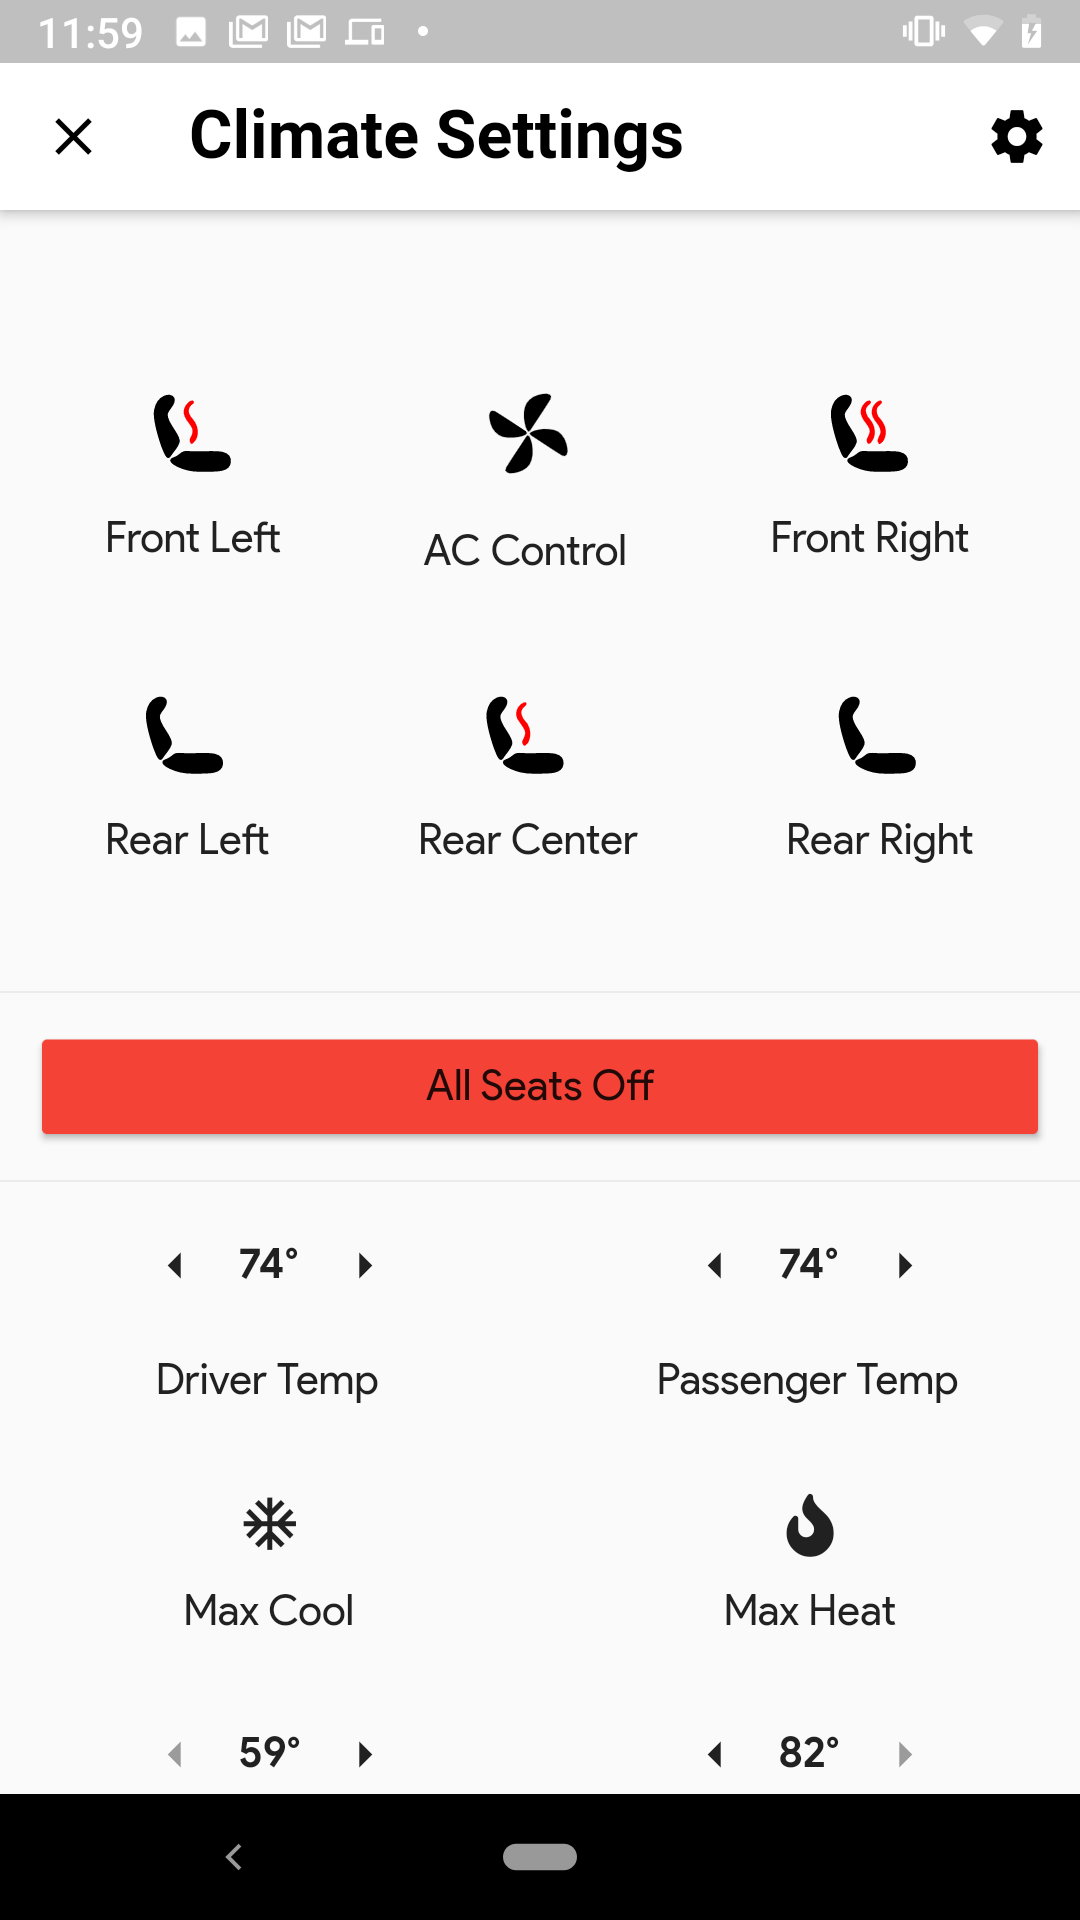 11:59
Climate Settings
Front Left
AC Control
Front Right
Rear Left
Rear Center
Rear Right
All Seats Off
74°
74°
Driver Temp
Passenger Temp
Max Cool
Max Heat
59°
82°